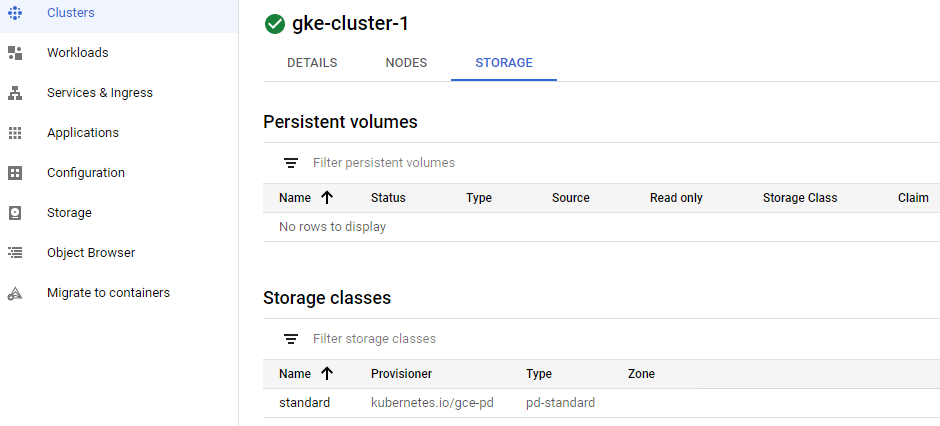 Clusters
Workloads
Services & Ingress
Applications
Configuration
Storage
Object Browser
Migrate to containers
gke-cluster-1
DETAILS NODES STORAGE
Persistent volumes
Filter persistent volumes
Name Status Type Source Read only Storage Class Claim
No rows to display
Storage classes
Filter storage classes
Name Provisioner Type Zone
standard kubernetes.io/gce-pd pd-standard